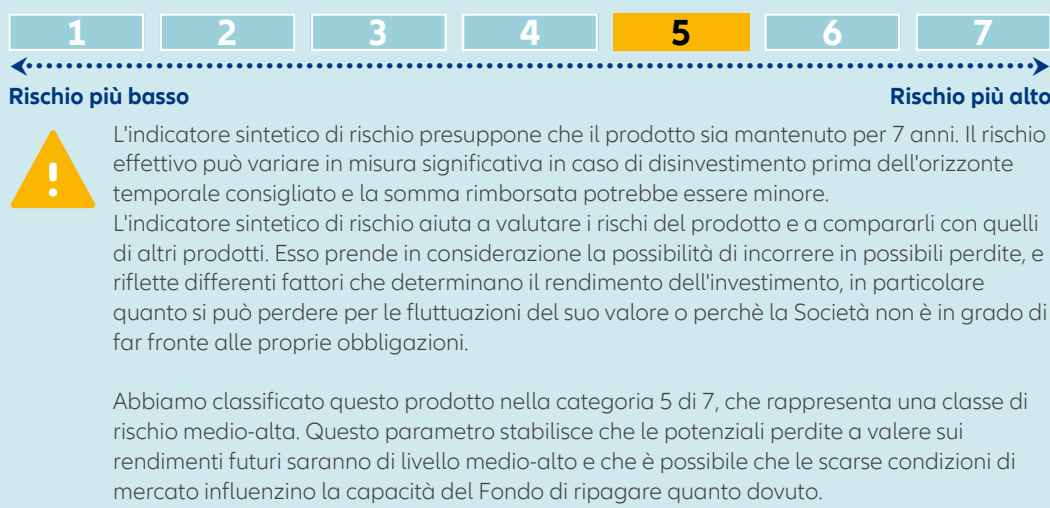 1 2 3 4 5 6 7
Rischio più basso Rischio più alto
L'indicatore sintetico di rischio presuppone che il prodotto sia mantenuto per 7 anni. Il rischio
effettivo può variare in misura significativa in caso di disinvestimento prima dell'orizzonte
temporale consigliato e la somma rimborsata potrebbe essere minore.
L'indicatore sintetico di rischio aiuta a valutare i rischi del prodotto e a compararli con quelli
di altri prodotti. Esso prende in considerazione la possibilità di incorrere in possibili perdite, e
riflette differenti fattori che determinano il rendimento dell'investimento, in particolare
quanto si può perdere per le fluttuazioni del suo valore o perchè la Società non è in grado di
far fronte alle proprie obbligazioni.
Abbiamo classificato questo prodotto nella categoria 5 di 7, che rappresenta una classe di
rischio medio-alta. Questo parametro stabilisce che le potenziali perdite a valere sui
rendimenti futuri saranno di livello medio-alto e che è possibile che le scarse condizioni di
mercato influenzino la capacità del Fondo di ripagare quanto dovuto.